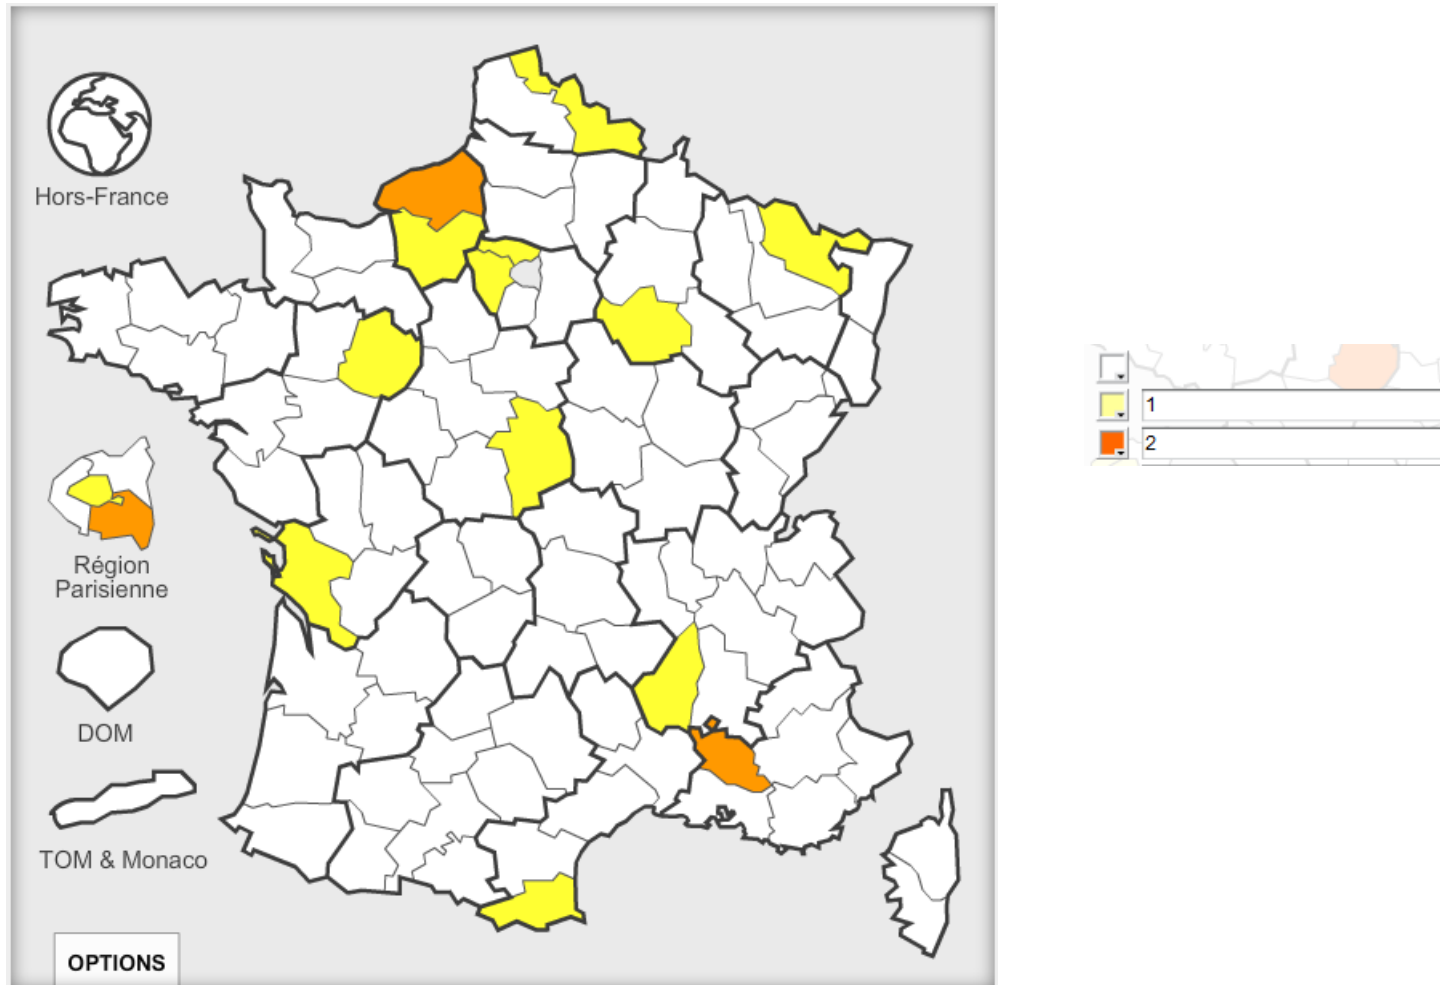 Hors-France
Région
Parisienne
DOM
TOM & Monaco
OPTIONS
1
2